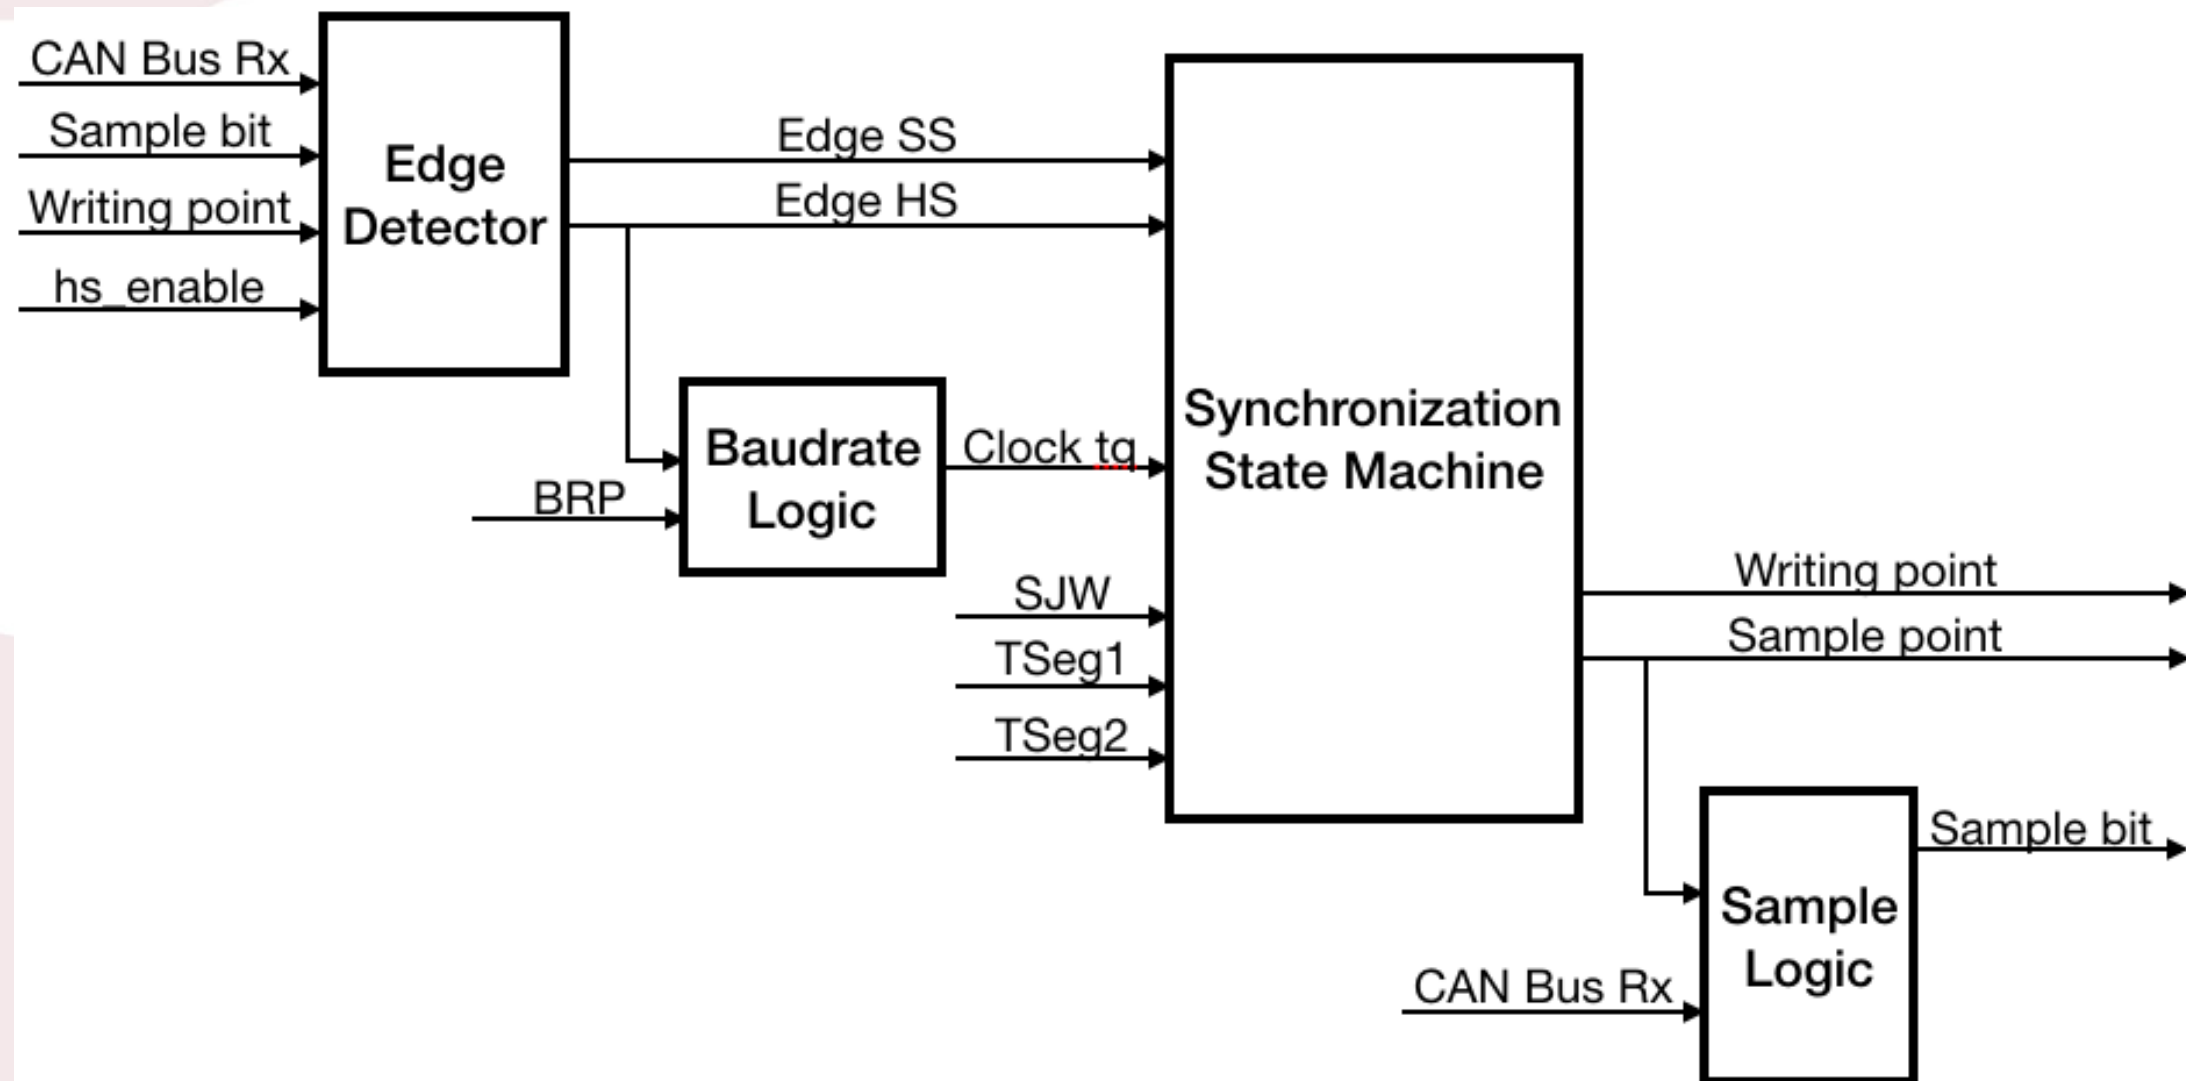 CAN Bus Rx
Sample bit
Writing point
hs_enable
Edge
Detector
Edge SS
Edge HS
Baudrate
Logic
BRP
Clock tq
SJW
TSeg1
TSeg2
Synchronization
State Machine
Writing point
Sample point
Sample
Logic
CAN Bus Rx
Sample bit